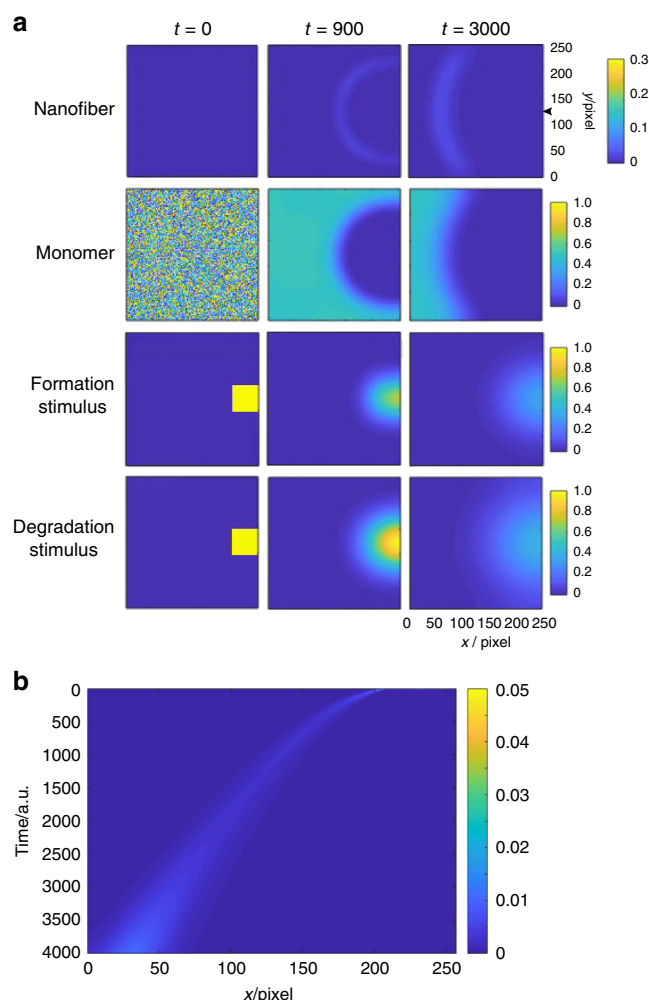 a
t = 0 t = 900 t = 3000
Nanofiber
250
200
150
100
50
0
y/pixel
0.3
0.2
0.1
0
Monomer
1.0
0.8
0.6
0.4
0.2
0
Formation
stimulus
1.0
0.8
0.6
0.4
0.2
0
Degradation
stimulus
1.0
0.8
0.6
0.4
0.2
0
0 50 100 150 200 250
x / pixel
b
Time/a.u.
0
500
1000
1500
2000
2500
3000
3500
4000
0 50 100 150 200 250
x/pixel
0.05
0.04
0.03
0.02
0.01
0